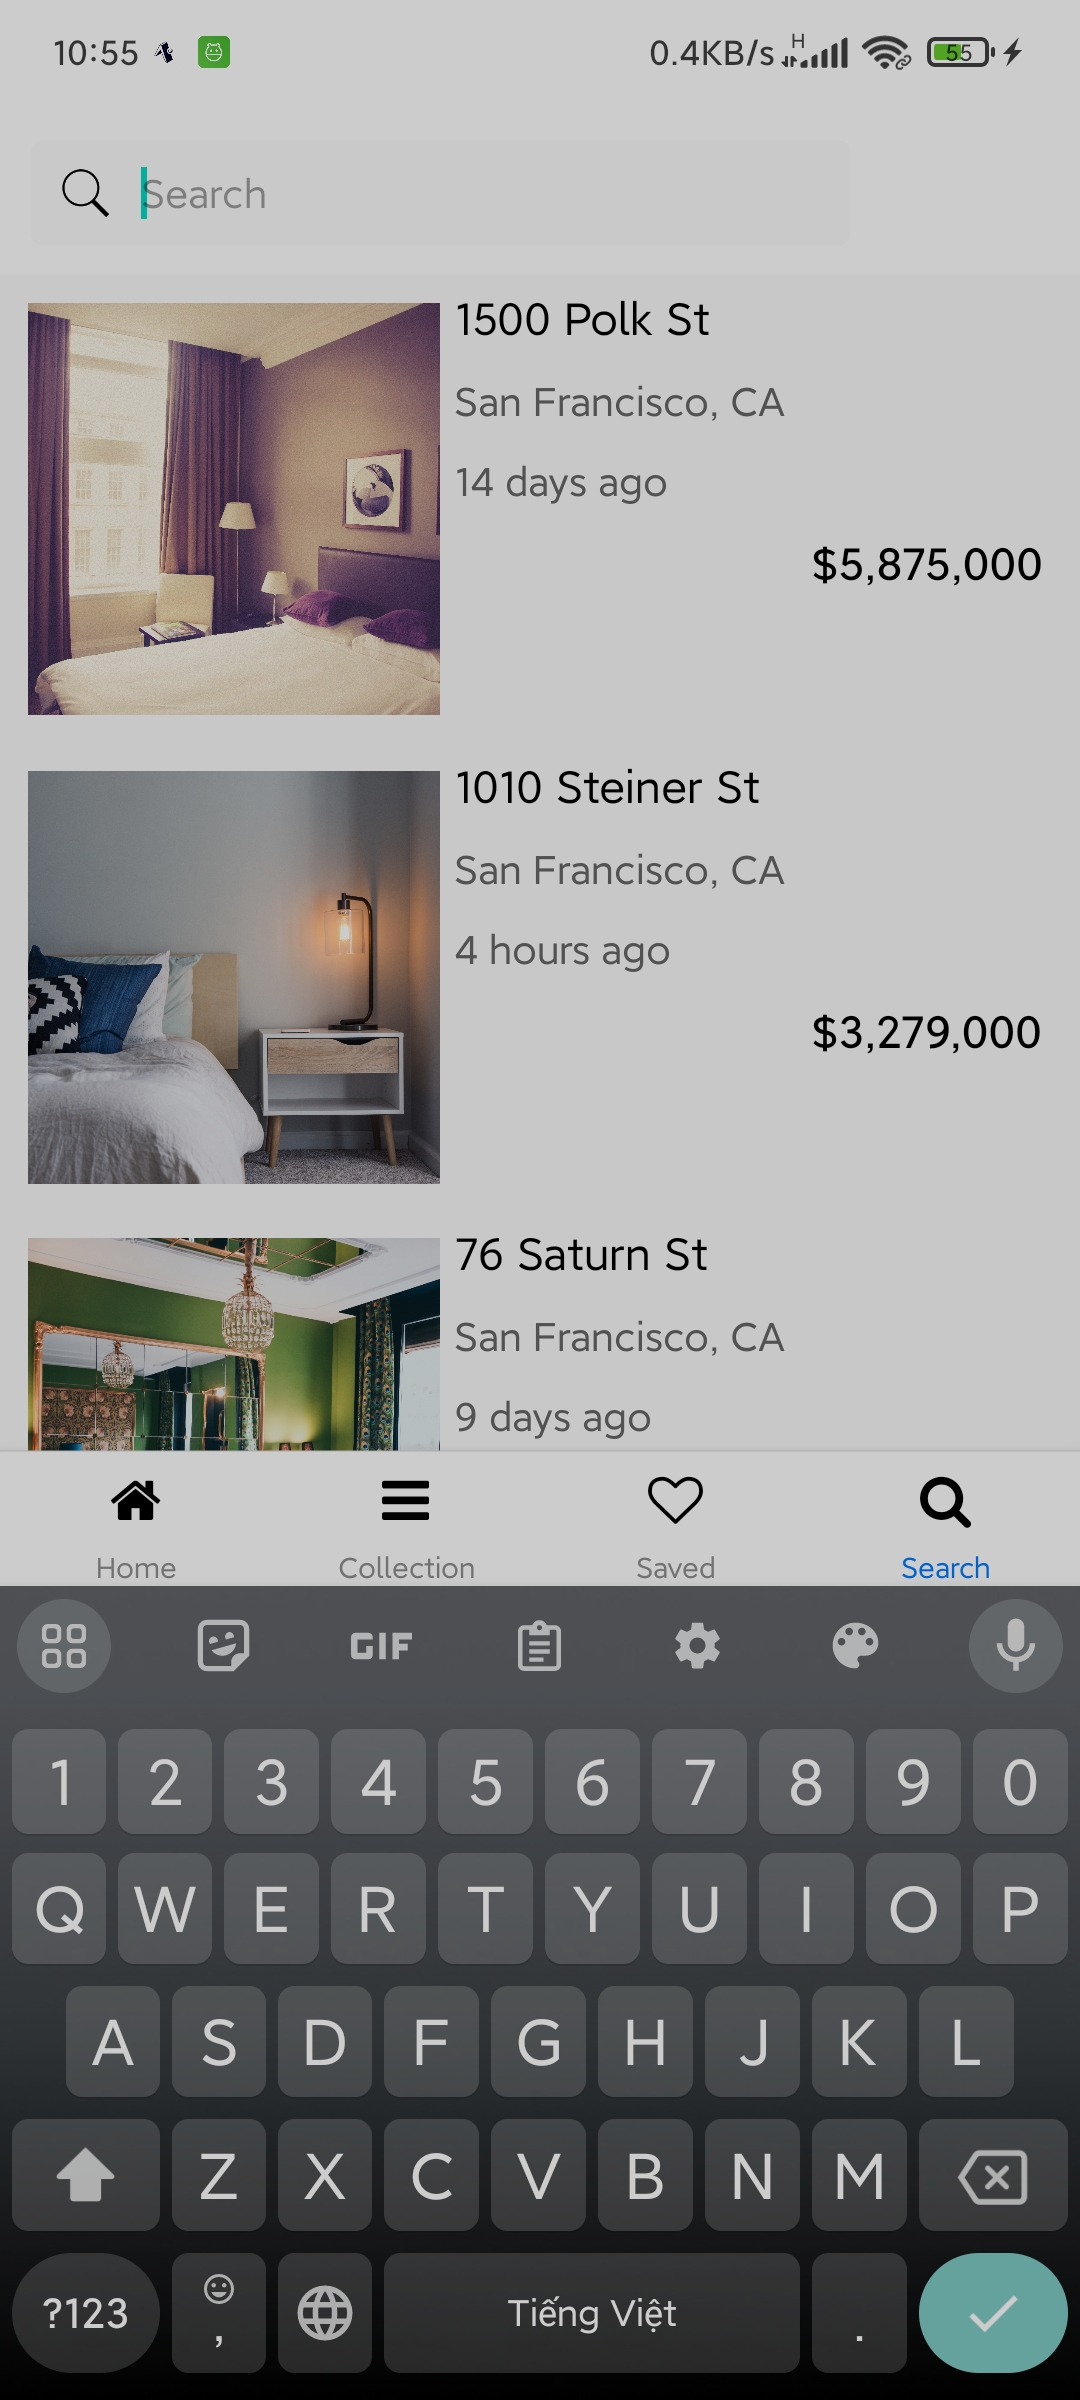 10:55
0.4KB/s H 55
Search
1500 Polk St
San Francisco, CA
14 days ago
$5,875,000
1010 Steiner St
San Francisco, CA
4 hours ago
$3,279,000
76 Saturn St
San Francisco, CA
9 days ago
Home Collection Saved Search
GIF
1 2 3 4 5 6 7 8 9 0
Q W E R T Y U I O P
A S D F G H J K L
Z X C V B N M
?123 , Tiếng Việt .